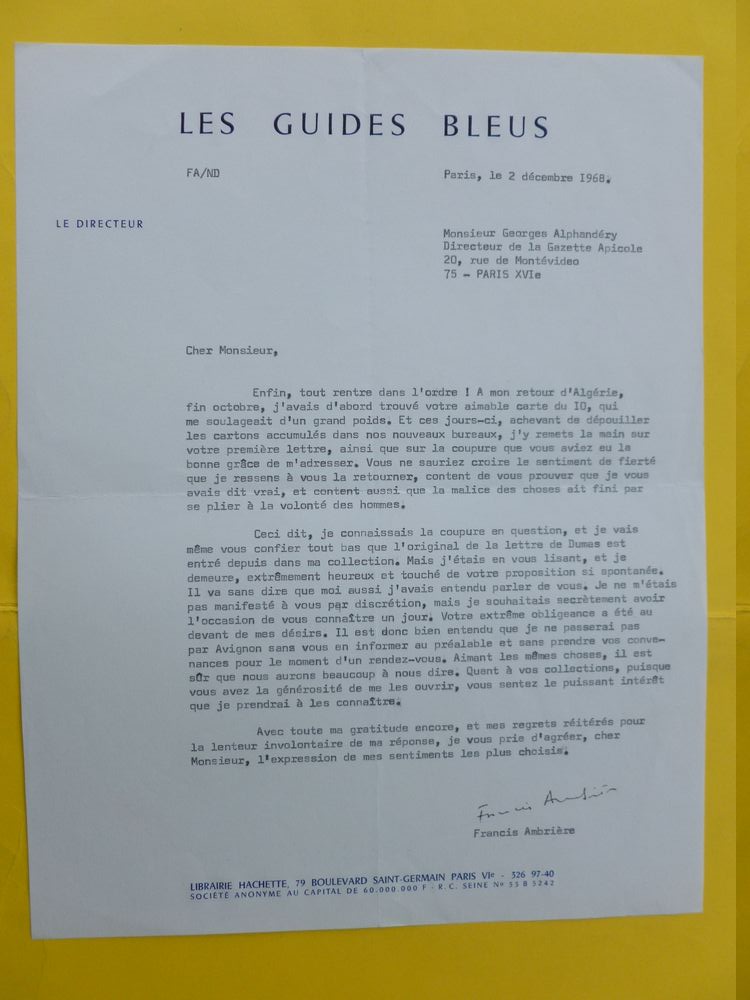 LES GUIDES BLEUS
FA/ND
Paris, le 2 décembre I968.
LE DIRECTEUR
Monsieur Georges Alphandéry
Directeur de la Gazette Apicole
20, rue de Montévideo
75 - PARIS XVIe
Cher Monsieur,
Enfin, tout rentre dans l'ordre ! A mon retour d'Algérie,
fin octobre, j'avais d'abord trouvé votre aimable carte du IO, qui
me soulageait d'un grand poids. Et ces jours-ci, achevant de dépouiller
les cartons accumulés dans nos nouveaux bureaux, j'y remets la main sur
votre première lettre, ainsi que sur la coupure que vous aviez eu la
bonne grâce de m'adresser. Vous ne sauriez croire le sentiment de fierté
que je ressens à vous la retourner, content de vous prouver que je vous
avais dit vrai, et content aussi que la malice des choses ait fini par
se plier à la volonté des hommes.
Ceci dit, je connaissais la coupure en question, et je vais
même vous confier tout bas que l'original de la lettre de Dumas est
entré depuis dans ma collection. Mais j'étais en vous lisant, et je
demeure, extrêmement heureux et touché de votre proposition si spontanée.
Il va sans dire que moi aussi j'avais entendu parler de vous. Je ne m'étais
pas manifesté à vous par discrétion, mais je souhaitais secrètement avoir
l'occasion de vous connaître un jour. Votre extrême obligeance a été au
devant de mes désirs. Il est donc bien entendu que je ne passerai pas
par Avignon sans vous en informer au préalable et sans prendre vos conve-
nances pour le moment d'un rendez-vous. Aimant les mêmes choses, il est
sûr que nous aurons beaucoup à nous dire. Quant à vos collections, puisque
vous avez la générosité de me les ouvrir, vous sentez le puissant intérêt
que je prendrai à les connaître.
Avec toute ma gratitude encore, et mes regrets réitérés pour
la lenteur involontaire de ma réponse, je vous prie d'agréer, cher
Monsieur, l'expression de mes sentiments les plus choisis.
Francis Ambrière
Francis Ambrière
LIBRAIRIE HACHETTE, 79 BOULEVARD SAINT-GERMAIN PARIS VIe - 326 97-40
SOCIÉTÉ ANONYME AU CAPITAL DE 60.000.000 F - R. C. SEINE No 55 B 5242